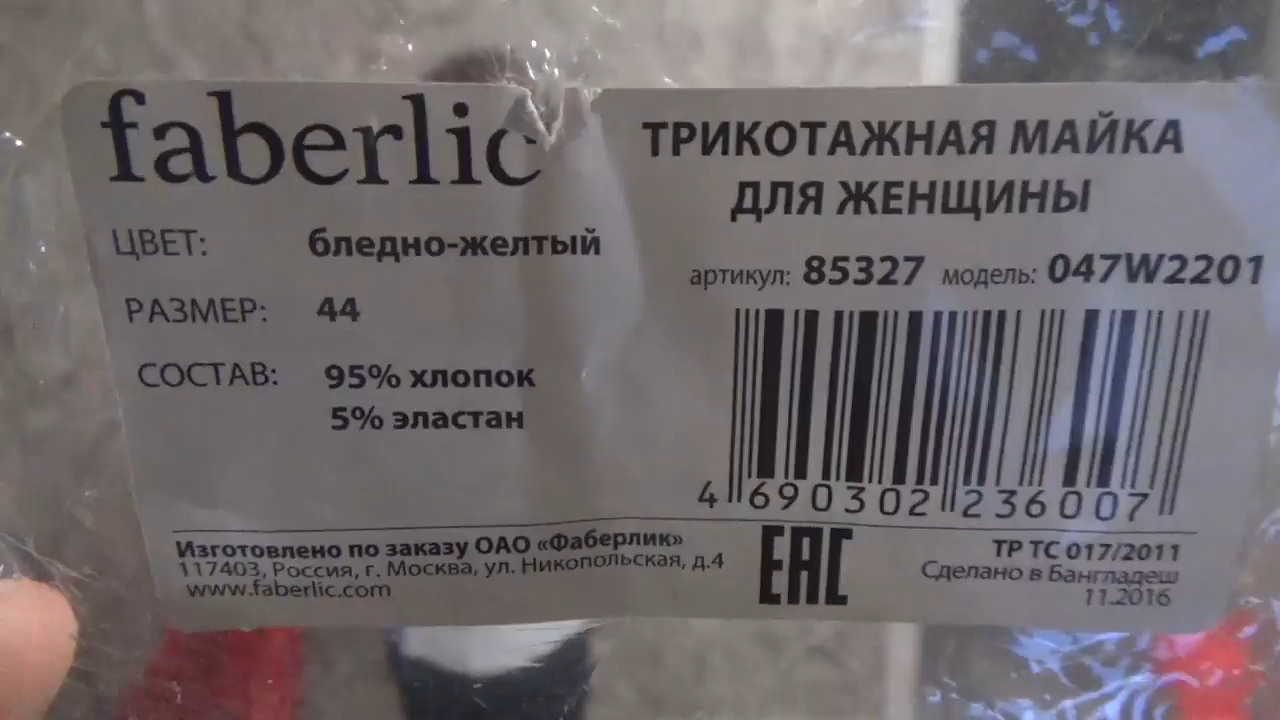 faberlic
ЦВЕТ: бледно-желтый
РАЗМЕР: 44
СОСТАВ: 95% хлопок
5% эластан
ТРИКОТАЖНАЯ МАЙКА
ДЛЯ ЖЕНЩИНЫ
артикул: 85327 модель: 047W2201
4 690302 236007
Изготовлено по заказу ОАО «Фаберлик»
117403, Россия, г. Москва, ул. Никопольская, д.4
www.faberlic.com
EAC
ТР ТС 017/2011
Сделано в Бангладеш
11.2016